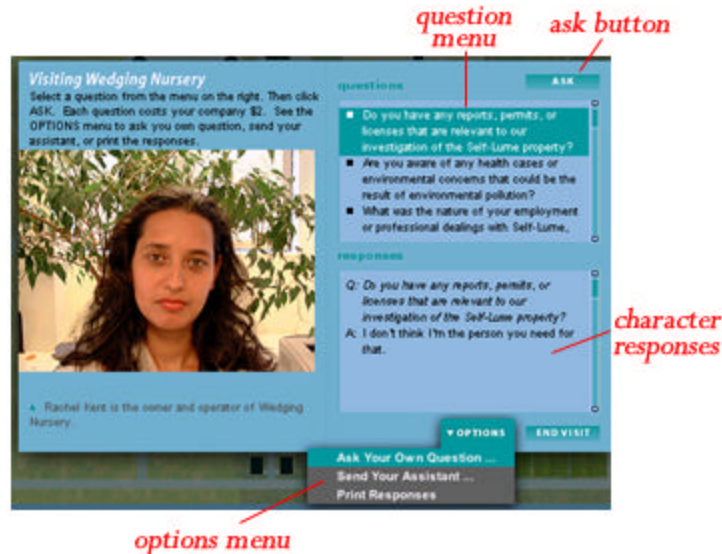 question
menu
ask button
Visiting Wedging Nursery
Select a question from the menu on the right. Then click
ASK. Each question costs your company $2. See the
OPTIONS menu to ask you own question, send your
assistant, or print the responses.
questions
ASK
■ Do you have any reports, permits, or
licenses that are relevant to our
investigation of the Self-Lume property?
■ Are you aware of any health cases or
environmental concerns that could be the
result of environmental pollution?
■ What was the nature of your employment
or professional dealings with Self-Lume,
responses
Q: Do you have any reports, permits, or
licenses that are relevant to our
investigation of the Self-Lume property?
A: I don't think I'm the person you need for
that.
character
responses
Rachel Kent is the owner and operator of Wedging
Nursery.
▼ OPTIONS
END VISIT
Ask Your Own Question ...
Send Your Assistant ...
Print Responses
options menu